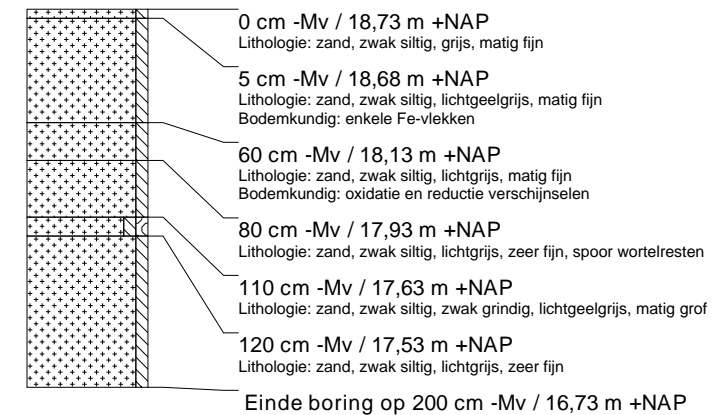 0 cm -Mv / 18,73 m +NAP
Lithologie: zand, zwak siltig, grijs, matig fijn
5 cm -Mv / 18,68 m +NAP
Lithologie: zand, zwak siltig, lichtgeelgrijs, matig fijn
Bodemkundig: enkele Fe-vlekken
60 cm -Mv / 18,13 m +NAP
Lithologie: zand, zwak siltig, lichtgrijs, matig fijn
Bodemkundig: oxidatie en reductie verschijnselen
80 cm -Mv / 17,93 m +NAP
Lithologie: zand, zwak siltig, lichtgrijs, zeer fijn, spoor wortelresten
110 cm -Mv / 17,63 m +NAP
Lithologie: zand, zwak siltig, zwak grindig, lichtgeelgrijs, matig grof
120 cm -Mv / 17,53 m +NAP
Lithologie: zand, zwak siltig, lichtgrijs, zeer fijn
Einde boring op 200 cm -Mv / 16,73 m +NAP